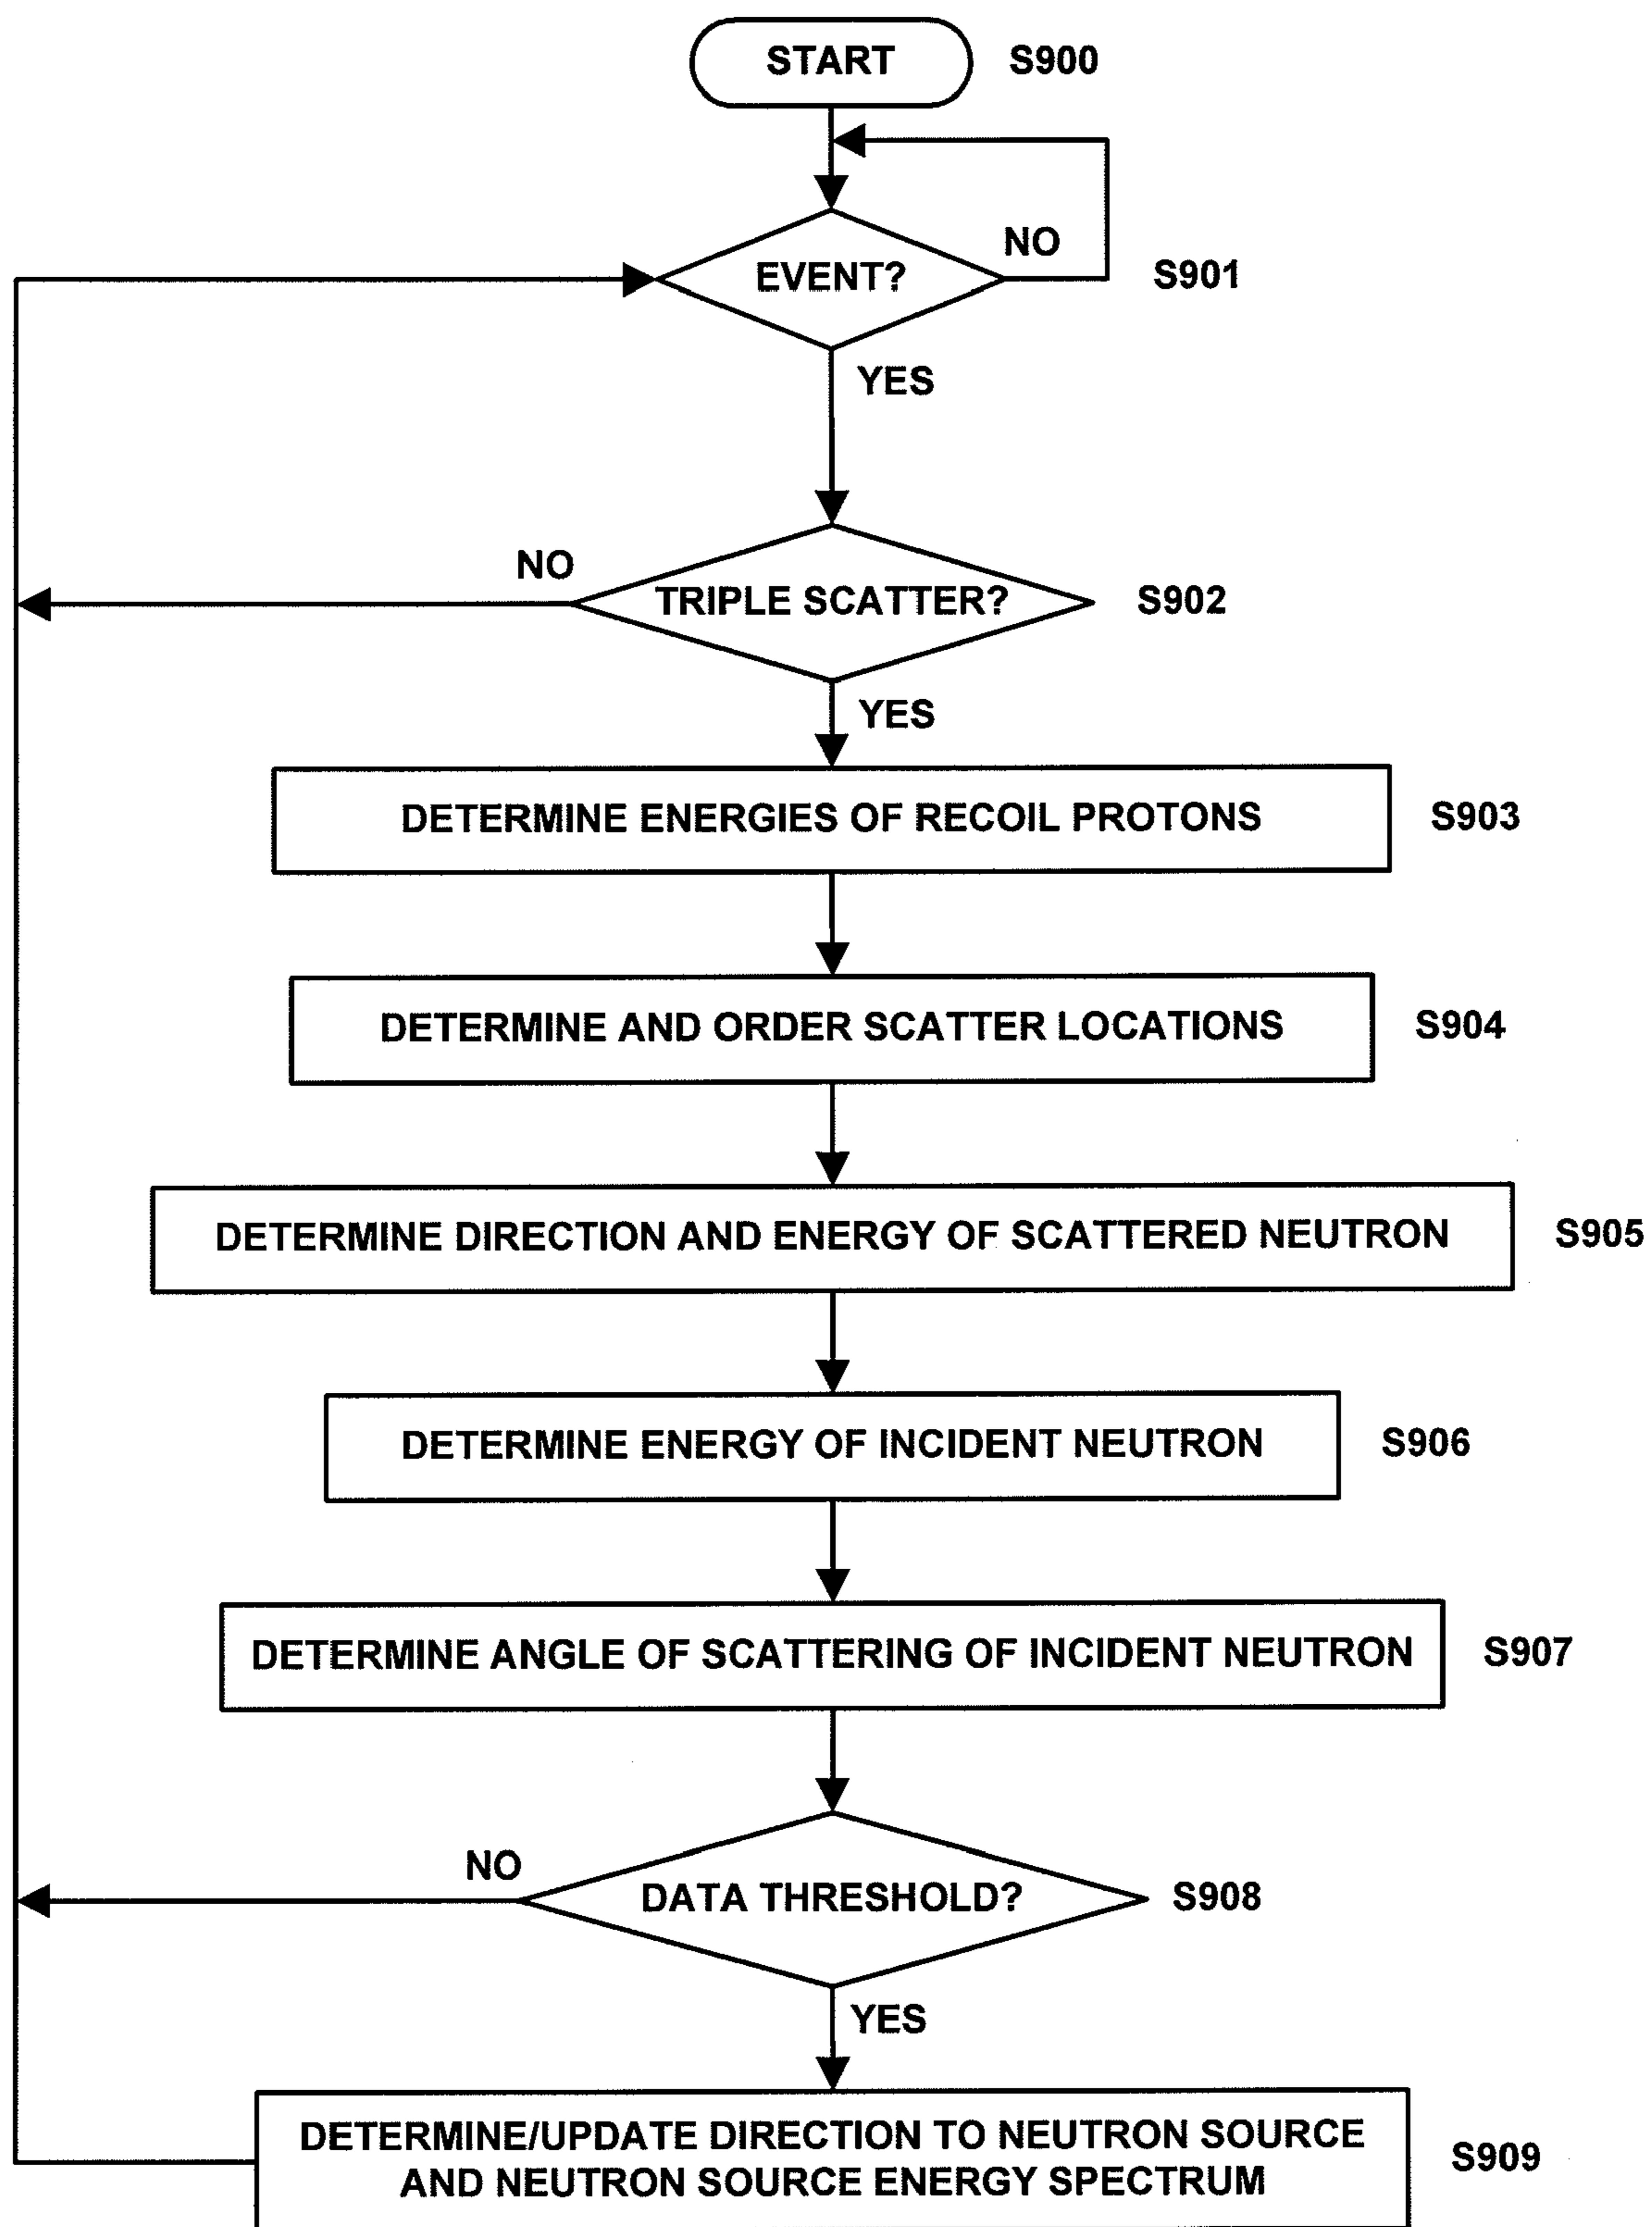 START S900
NO
EVENT? S901
YES
NO
TRIPLE SCATTER? S902
YES
DETERMINE ENERGIES OF RECOIL PROTONS S903
DETERMINE AND ORDER SCATTER LOCATIONS S904
DETERMINE DIRECTION AND ENERGY OF SCATTERED NEUTRON S905
DETERMINE ENERGY OF INCIDENT NEUTRON S906
DETERMINE ANGLE OF SCATTERING OF INCIDENT NEUTRON S907
NO
DATA THRESHOLD? S908
YES
DETERMINE/UPDATE DIRECTION TO NEUTRON SOURCE
AND NEUTRON SOURCE ENERGY SPECTRUM S909